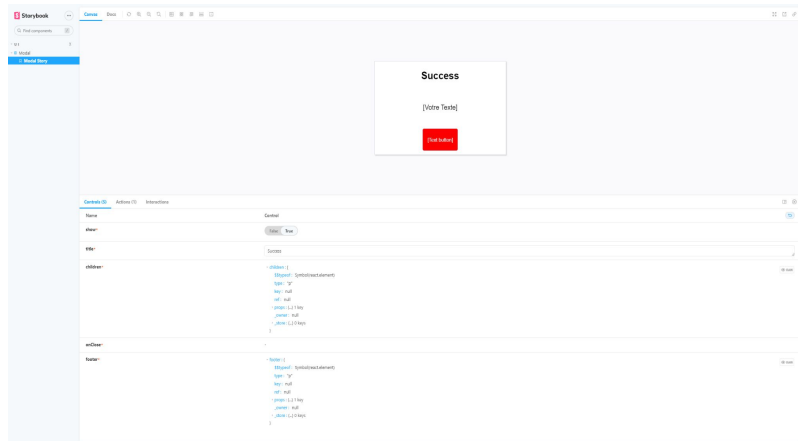 Storybook
Find components
Modal
Modal Story
Canvas Docs
Success
[Votre Texte]
[Text button]
Controls (5) Actions (1) Interactions
Name Control
show*
False True
title*
Success
children*
children : {
$$typeof : Symbol(react.element)
type : "p"
key : null
ref : null
props : {...} 1 key
_owner : null
_store : {...} 0 keys
}
RAW
onClose*
-
footer*
footer : {
$$typeof : Symbol(react.element)
type : "p"
key : null
ref : null
props : {...} 1 key
_owner : null
_store : {...} 0 keys
}
RAW